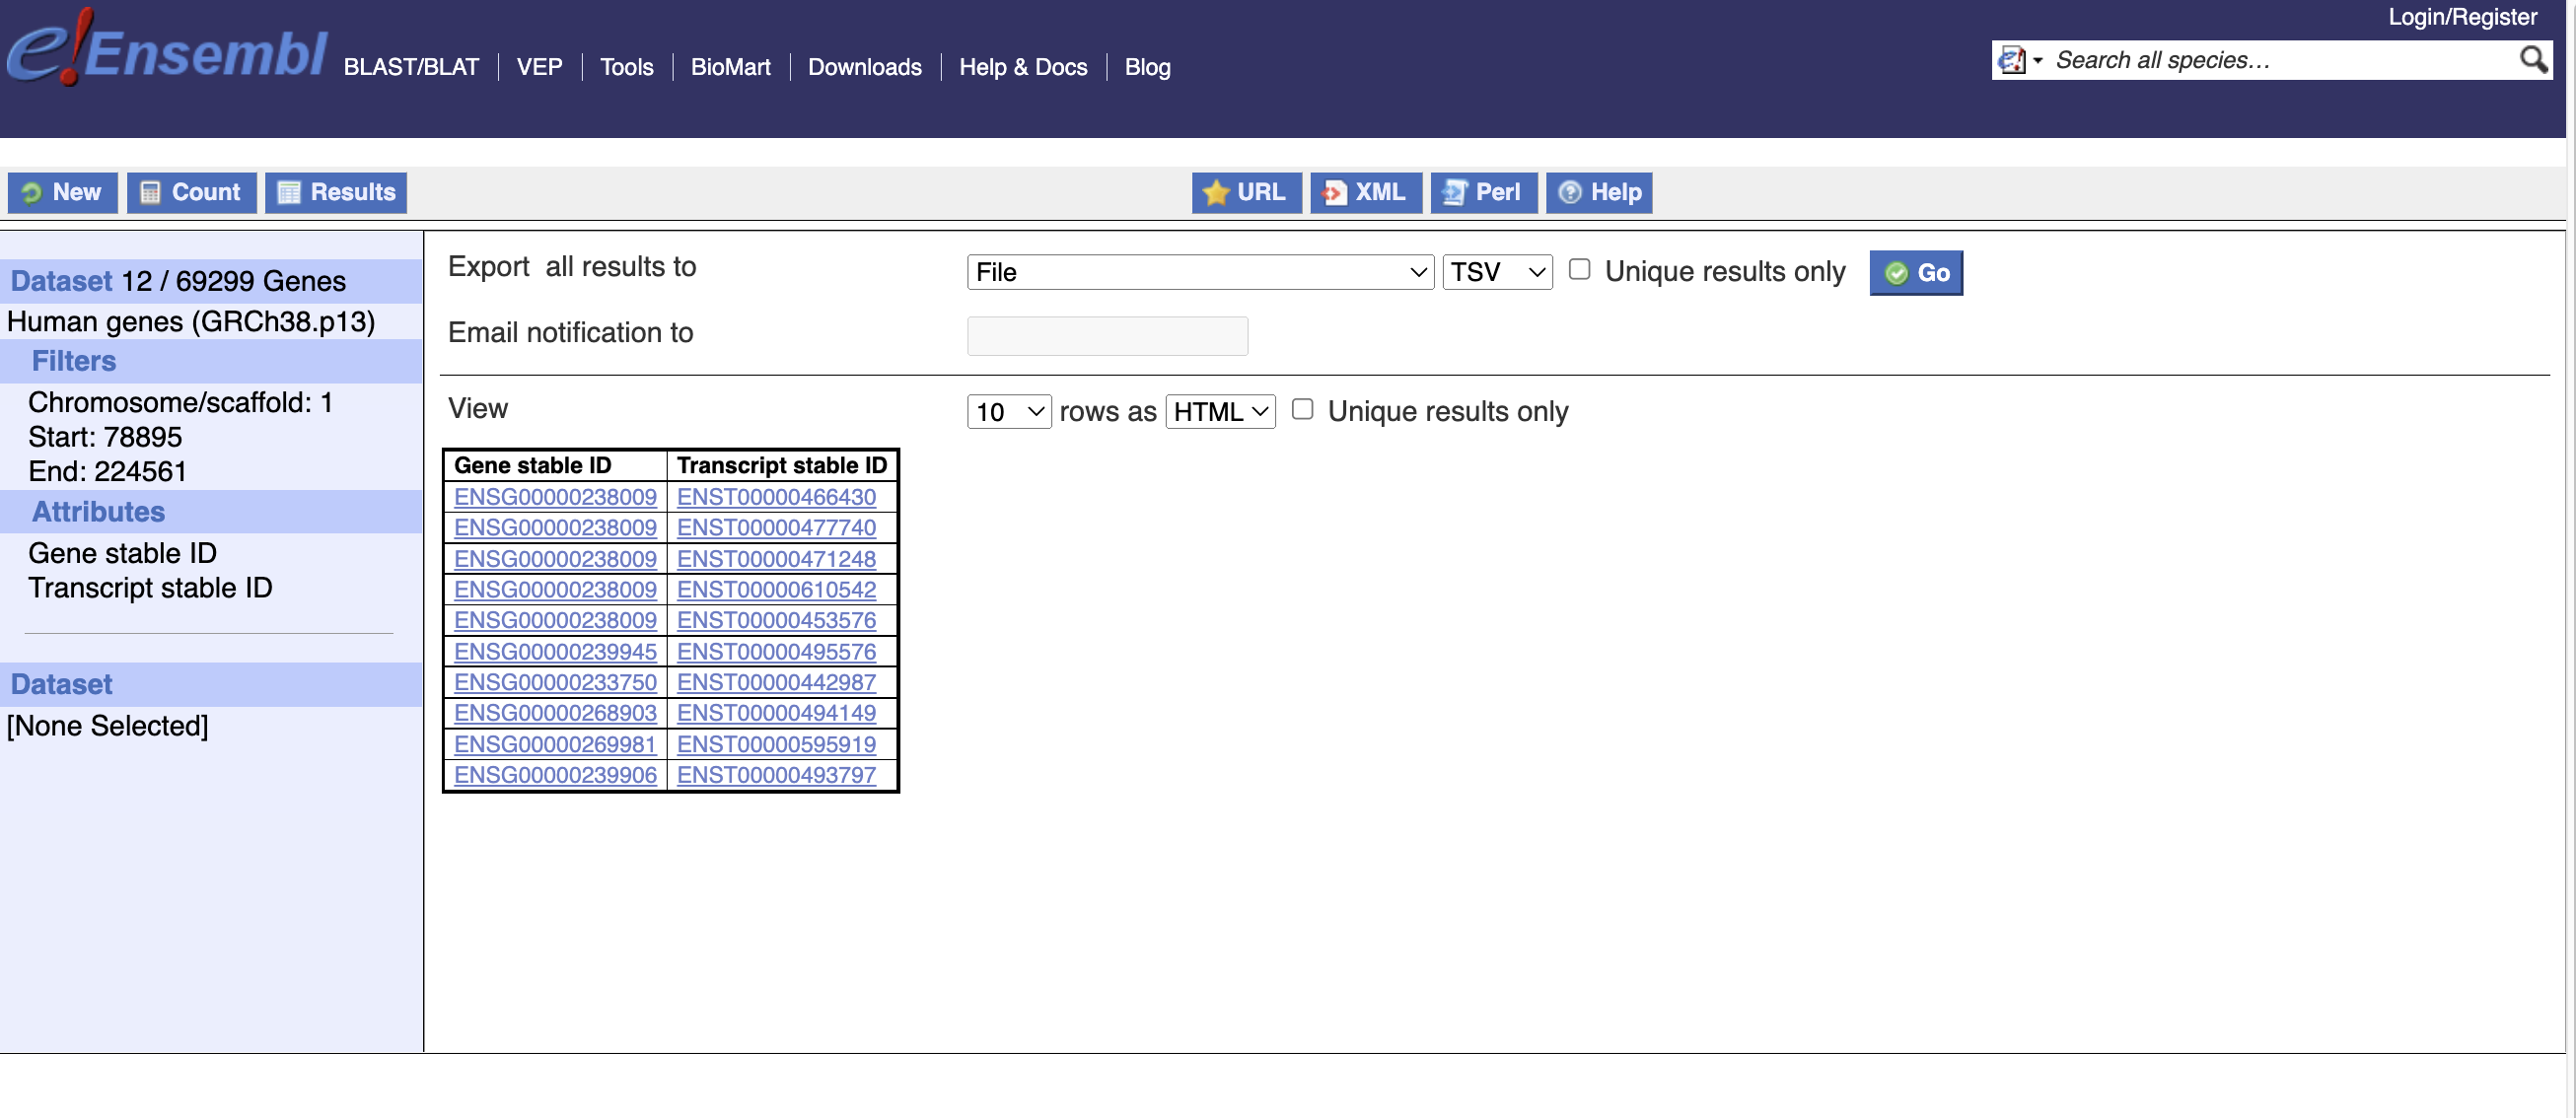 Login/Register
e!Ensembl BLAST/BLAT VEP Tools BioMart Downloads Help & Docs Blog
Search all species...
New Count Results URL XML Perl Help
Dataset 12 / 69299 Genes
Human genes (GRCh38.p13)
Filters
Chromosome/scaffold: 1
Start: 78895
End: 224561
Attributes
Gene stable ID
Transcript stable ID
Dataset
[None Selected]
Export all results to File TSV Unique results only Go
Email notification to
View 10 rows as HTML Unique results only
Gene stable ID Transcript stable ID
ENSG00000238009 ENST00000466430
ENSG00000238009 ENST00000477740
ENSG00000238009 ENST00000471248
ENSG00000238009 ENST00000610542
ENSG00000238009 ENST00000453576
ENSG00000239945 ENST00000495576
ENSG00000233750 ENST00000442987
ENSG00000268903 ENST00000494149
ENSG00000269981 ENST00000595919
ENSG00000239906 ENST00000493797